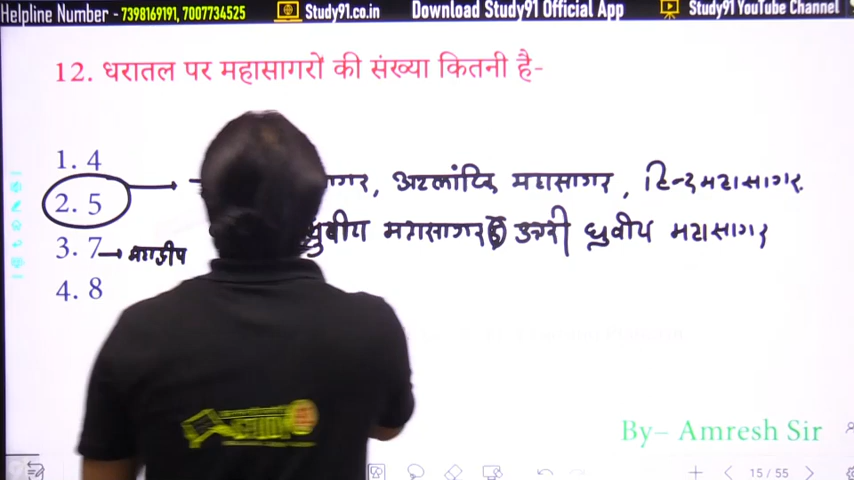 Helpline Number - 7398169191, 7007734525 Study91.co.in Download Study91 Official App Study91 YouTube Channel
12. धरातल पर महासागरों की संख्या कितनी है-
1. 4 गर, अटलांटिक महासागर, हिन्दमहासागर
2. 5 ध्रुवीय महासागर उत्तरी ध्रुवीय महासागर
3. 7 → महाद्वीप
4. 8
By- Amresh Sir
15 / 55